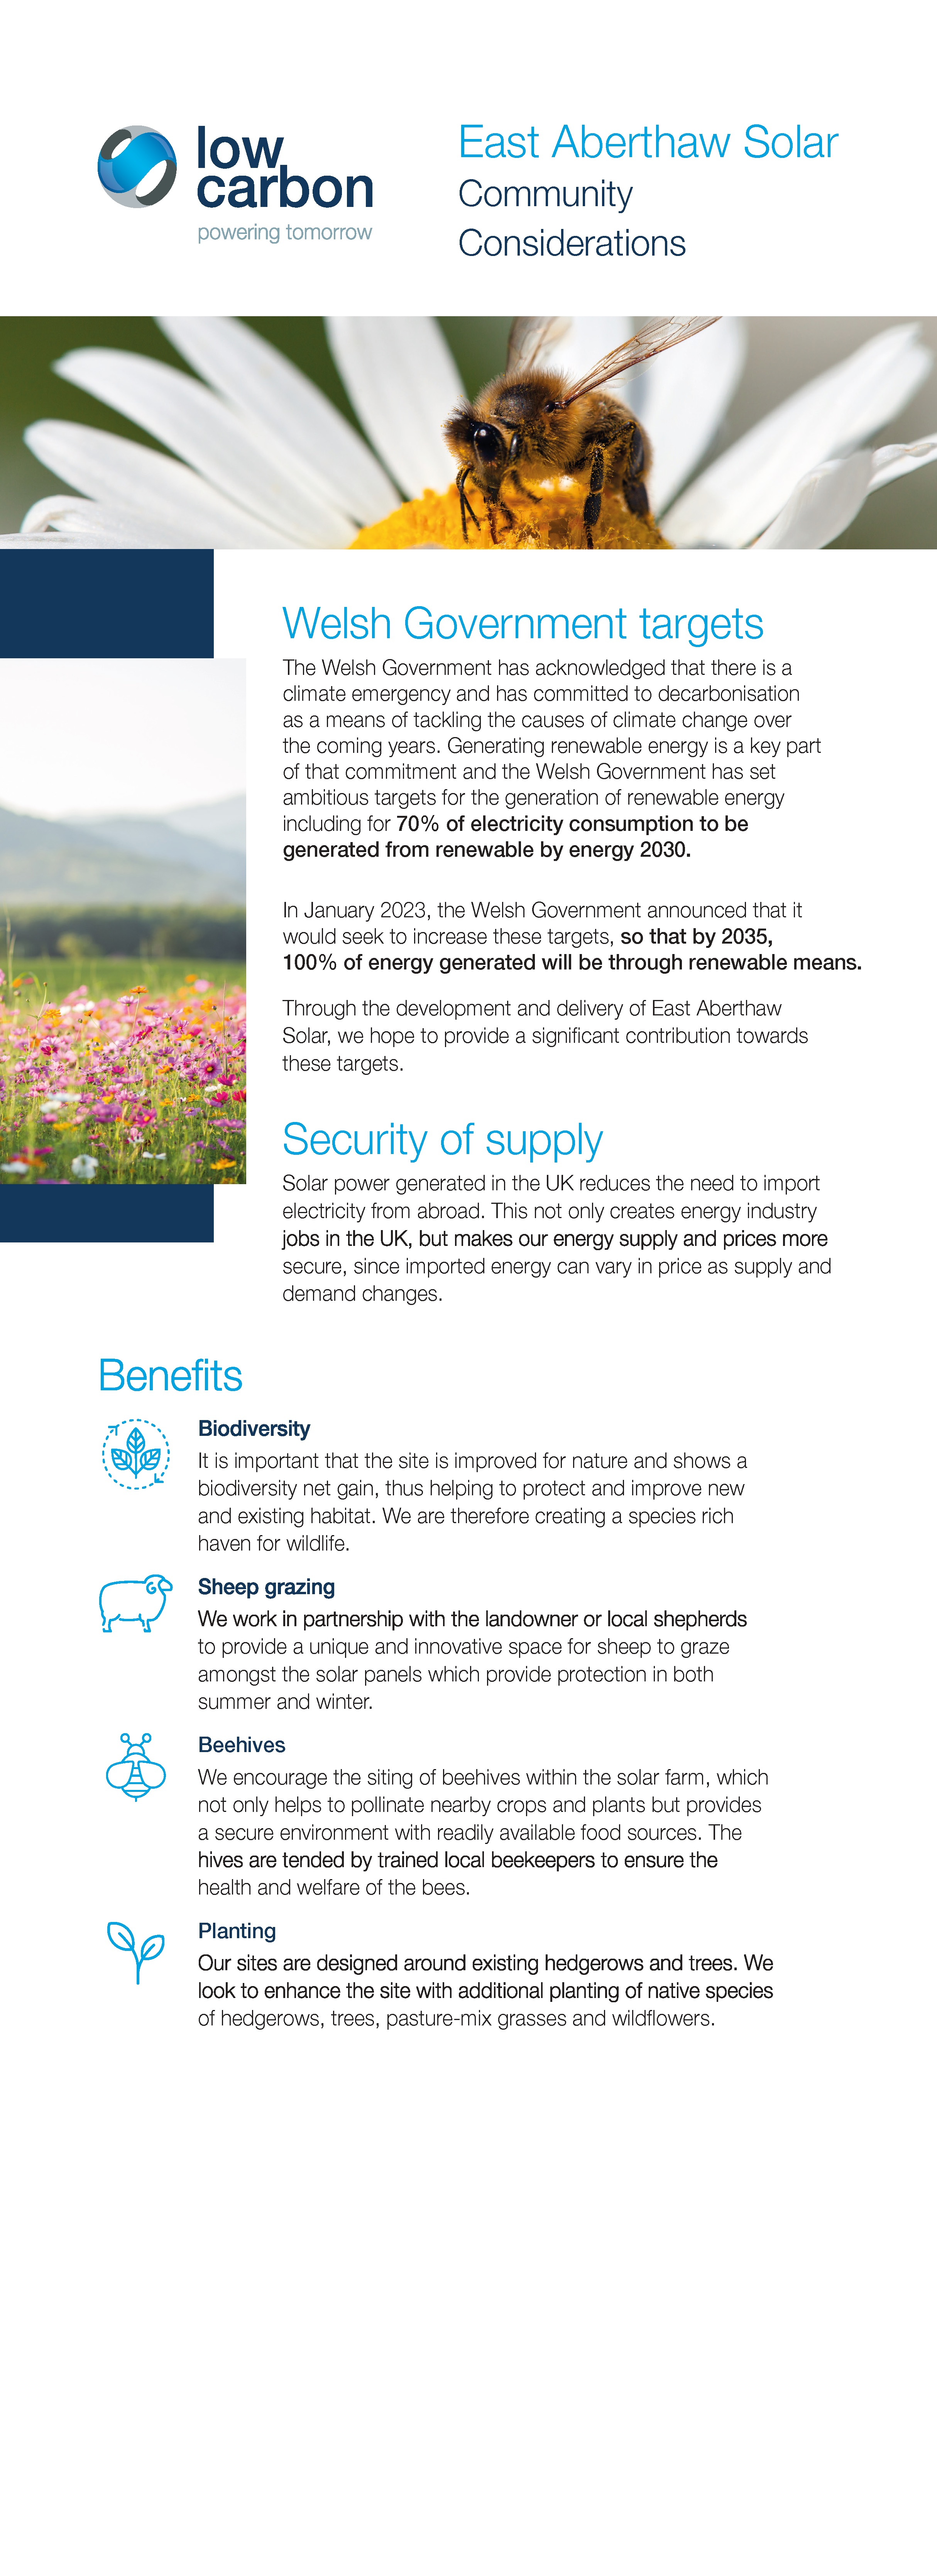 low
carbon
powering tomorrow
East Aberthaw Solar
Community
Considerations
Welsh Government targets
The Welsh Government has acknowledged that there is a
climate emergency and has committed to decarbonisation
as a means of tackling the causes of climate change over
the coming years. Generating renewable energy is a key part
of that commitment and the Welsh Government has set
ambitious targets for the generation of renewable energy
including for 70% of electricity consumption to be
generated from renewable by energy 2030.
In January 2023, the Welsh Government announced that it
would seek to increase these targets, so that by 2035,
100% of energy generated will be through renewable means.
Through the development and delivery of East Aberthaw
Solar, we hope to provide a significant contribution towards
these targets.
Security of supply
Solar power generated in the UK reduces the need to import
electricity from abroad. This not only creates energy industry
jobs in the UK, but makes our energy supply and prices more
secure, since imported energy can vary in price as supply and
demand changes.
Benefits
Biodiversity
It is important that the site is improved for nature and shows a
biodiversity net gain, thus helping to protect and improve new
and existing habitat. We are therefore creating a species rich
haven for wildlife.
Sheep grazing
We work in partnership with the landowner or local shepherds
to provide a unique and innovative space for sheep to graze
amongst the solar panels which provide protection in both
summer and winter.
Beehives
We encourage the siting of beehives within the solar farm, which
not only helps to pollinate nearby crops and plants but provides
a secure environment with readily available food sources. The
hives are tended by trained local beekeepers to ensure the
health and welfare of the bees.
Planting
Our sites are designed around existing hedgerows and trees. We
look to enhance the site with additional planting of native species
of hedgerows, trees, pasture-mix grasses and wildflowers.